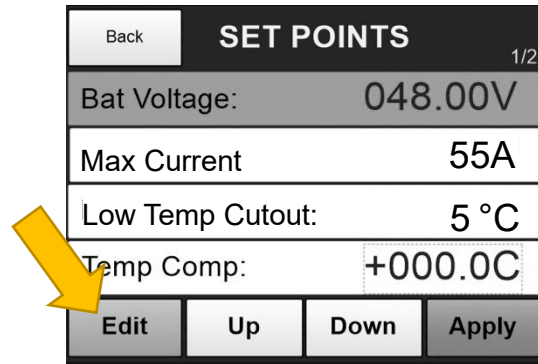 Back SET POINTS 1/2
Bat Voltage: 048.00V
Max Current 55A
Low Temp Cutout: 5 °C
Temp Comp: +000.0C
Edit Up Down Apply